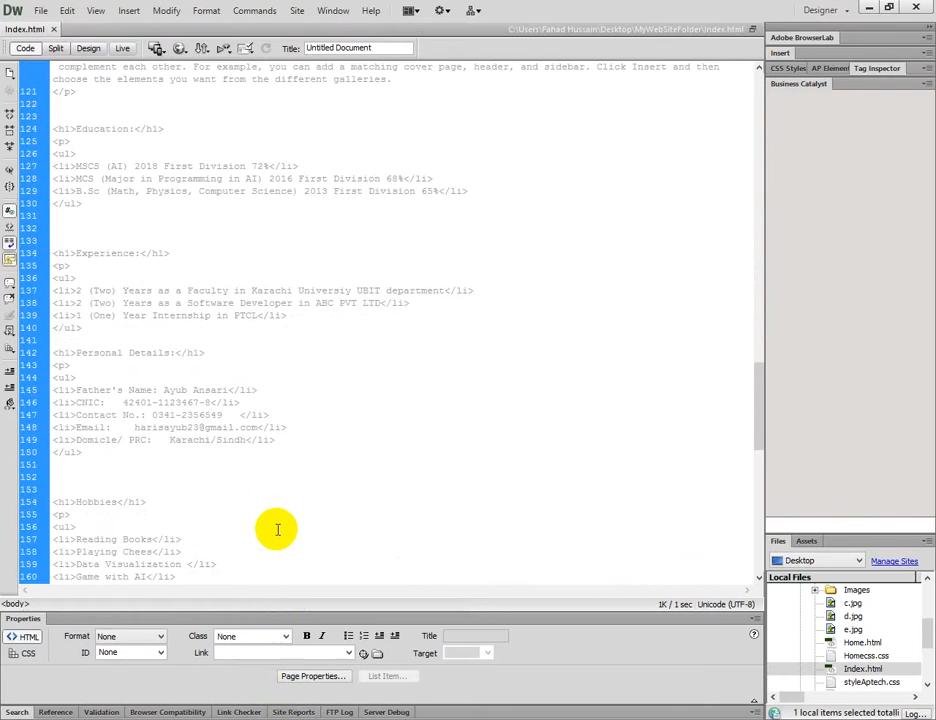 Dw File Edit View Insert Modify Format Commands Site Window Help Designer
Index.html C:\Users\Fahad Hussain\Desktop\MyWebSiteFolder\Index.html
Code Split Design Live Title: Untitled Document
complement each other. For example, you can add a matching cover page, header, and sidebar. Click Insert and then
choose the elements you want from the different galleries.
121 </p>
122
123
124 <h1>Education:</h1>
125 <p>
126 <ul>
127 <li>MSCS (AI) 2018 First Division 72%</li>
128 <li>MCS (Major in Programming in AI) 2016 First Division 68%</li>
129 <li>B.Sc (Math, Physics, Computer Science) 2013 First Division 65%</li>
130 </ul>
131
132
133
134 <h1>Experience:</h1>
135 <p>
136 <ul>
137 <li>2 (Two) Years as a Faculty in Karachi Universiy UBIT department</li>
138 <li>2 (Two) Years as a Software Developer in ABC PVT LTD</li>
139 <li>1 (One) Year Internship in PTCL</li>
140 </ul>
141
142 <h1>Personal Details:</h1>
143 <p>
144 <ul>
145 <li>Father's Name: Ayub Ansari</li>
146 <li>CNIC: 42401-1123467-8</li>
147 <li>Contact No.: 0341-2356549 </li>
148 <li>Email: harisayub23@gmail.com</li>
149 <li>Domicle/ PRC: Karachi/Sindh</li>
150 </ul>
151
152
153
154 <h1>Hobbies</h1>
155 <p>
156 <ul>
157 <li>Reading Books</li>
158 <li>Playing Chees</li>
159 <li>Data Visualization </li>
160 <li>Game with AI</li>
<body> 1K / 1 sec Unicode (UTF-8)
Properties
HTML Format None Class None B I Title
CSS ID None Link Target
Page Properties... List Item...
Search Reference Validation Browser Compatibility Link Checker Site Reports FTP Log Server Debug
Adobe BrowserLab
Insert
CSS Styles AP Element Tag Inspector
Business Catalyst
Files Assets
Desktop Manage Sites
Local Files
Images
c.jpg
d.jpg
e.jpg
Home.html
Homecss.css
Index.html
styleAptech.css
1 local items selected totalli Log...